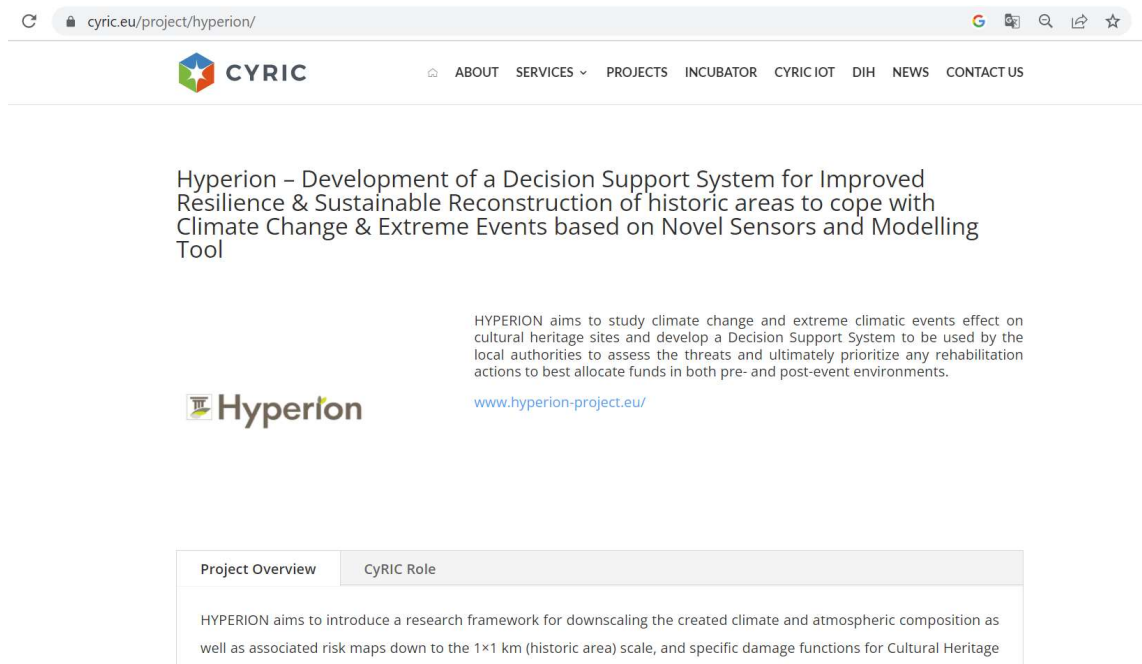 cyric.eu/project/hyperion/
CYRIC
ABOUT SERVICES PROJECTS INCUBATOR CYRIC IOT DIH NEWS CONTACT US
Hyperion – Development of a Decision Support System for Improved
Resilience & Sustainable Reconstruction of historic areas to cope with
Climate Change & Extreme Events based on Novel Sensors and Modelling
Tool
HYPERION aims to study climate change and extreme climatic events effect on
cultural heritage sites and develop a Decision Support System to be used by the
local authorities to assess the threats and ultimately prioritize any rehabilitation
actions to best allocate funds in both pre- and post-event environments.
www.hyperion-project.eu/
Hyperion
Project Overview CyRIC Role
HYPERION aims to introduce a research framework for downscaling the created climate and atmospheric composition as
well as associated risk maps down to the 1×1 km (historic area) scale, and specific damage functions for Cultural Heritage